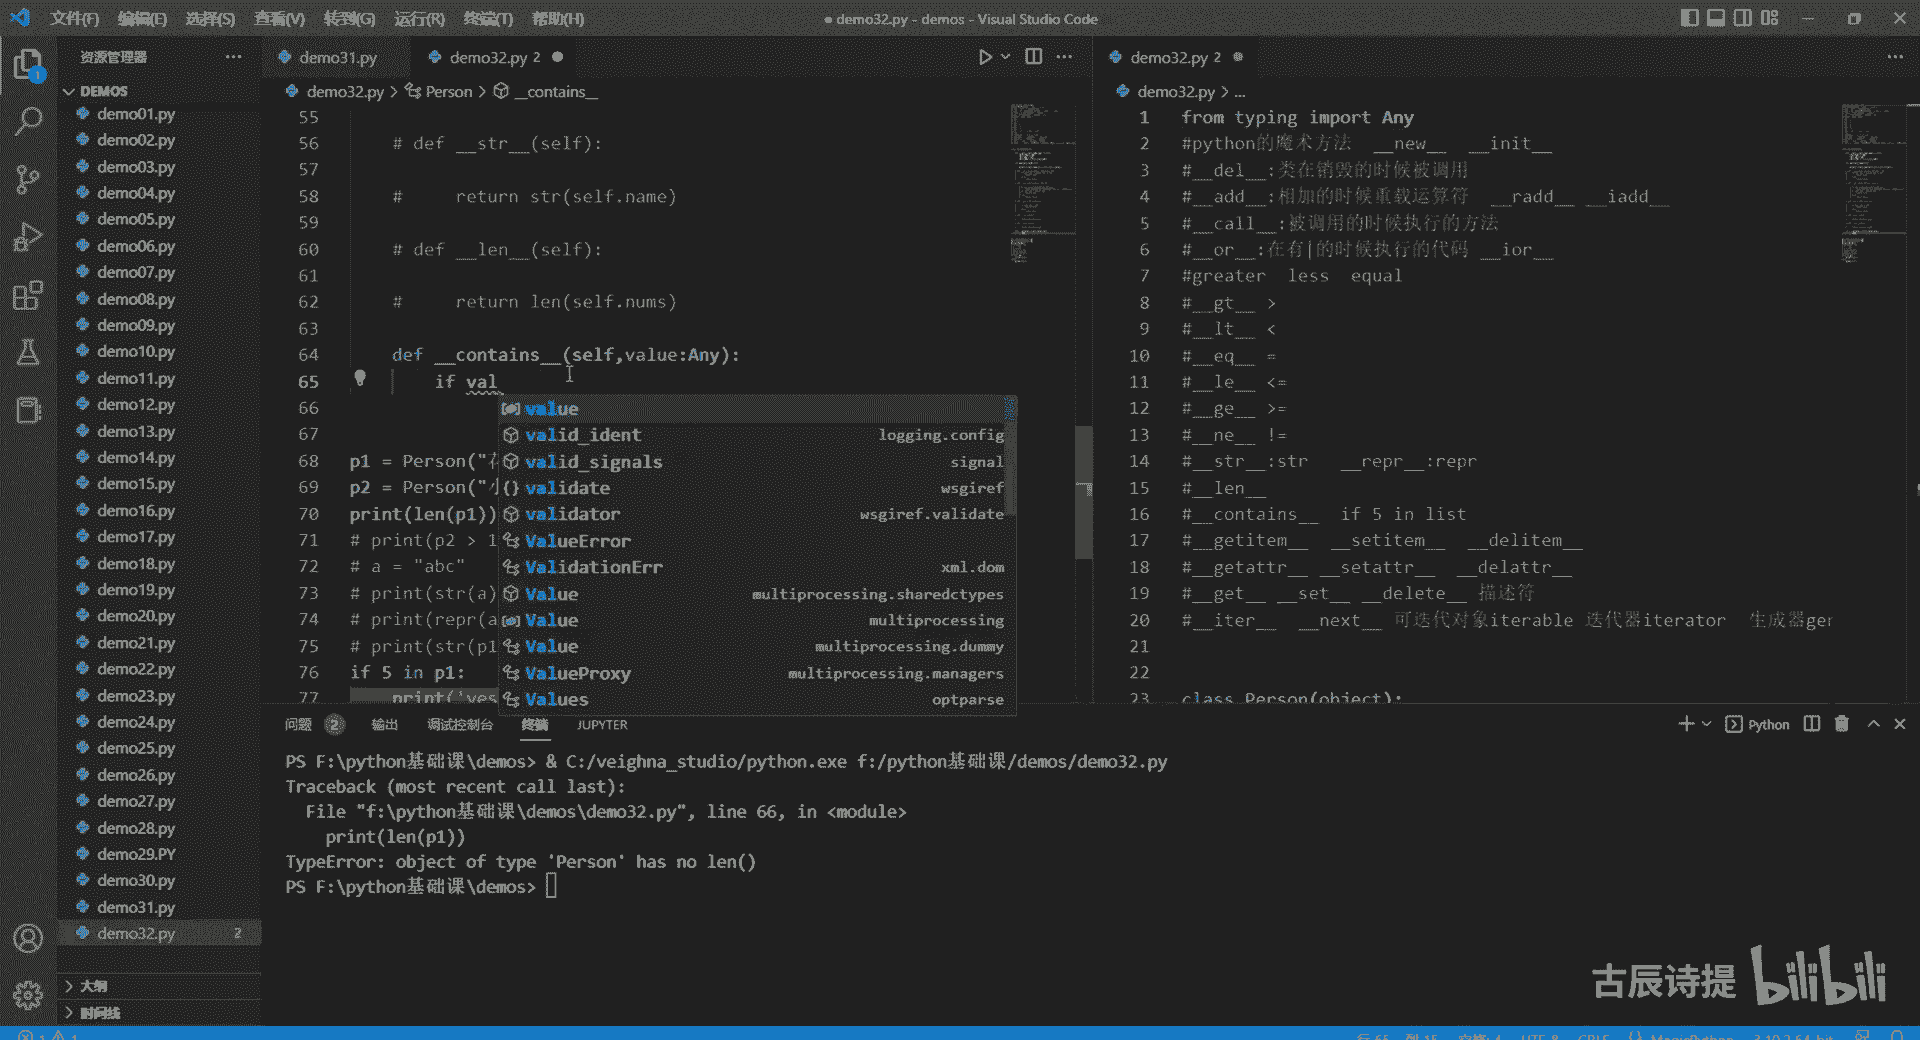 文件(F) 编辑(E) 选择(S) 查看(V) 转到(G) 运行(R) 终端(T) 帮助(H)
● demo32.py - demos - Visual Studio Code
资源管理器
DEMOS
demo01.py
demo02.py
demo03.py
demo04.py
demo05.py
demo06.py
demo07.py
demo08.py
demo09.py
demo10.py
demo11.py
demo12.py
demo13.py
demo14.py
demo15.py
demo16.py
demo17.py
demo18.py
demo19.py
demo20.py
demo21.py
demo22.py
demo23.py
demo24.py
demo25.py
demo26.py
demo27.py
demo28.py
demo29.PY
demo30.py
demo31.py
demo32.py 2
大纲
时间线
demo31.py demo32.py 2 ●
demo32.py > Person > __contains__
55
56 # def __str__(self):
57
58 #     return str(self.name)
59
60 # def __len__(self):
61
62 #     return len(self.nums)
63
64 def __contains__(self,value:Any):
65 if val
66
67
68 p1 = Person("
69 p2 = Person("
70 print(len(p1))
71 # print(p2 > 1
72 # a = "abc"
73 # print(str(a)
74 # print(repr(a
75 # print(str(p1
76 if 5 in p1:
77 print('yes
value
valid_ident logging.config
valid_signals signal
validate wsgiref
validator wsgiref.validate
ValueError
ValidationErr xml.dom
Value multiprocessing.sharedctypes
Value multiprocessing
Value multiprocessing.dummy
ValueProxy multiprocessing.managers
Values optparse
demo32.py 2 ●
demo32.py > ...
1 from typing import Any
2 #python的魔术方法  __new__  __init__
3 #__del__:类在销毁的时候被调用
4 #__add__:相加的时候重载运算符  __radd__ __iadd__
5 #__call__:被调用的时候执行的方法
6 #__or__:在有|的时候执行的代码 __ior__
7 #greater  less  equal
8 #__gt__ >
9 #__lt__ <
10 #__eq__ =
11 #__le__ <=
12 #__ge__ >=
13 #__ne__ !=
14 #__str__:str   __repr__:repr
15 #__len__
16 #__contains__  if 5 in list
17 #__getitem__  __setitem__  __delitem__
18 #__getattr__ __setattr__  __delattr__
19 #__get__ __set__ __delete__ 描述符
20 #__iter__  __next__ 可迭代对象iterable 迭代器iterator  生成器ger
21
22
23 class Person(object):
问题 2 输出 调试控制台 终端 JUPYTER
Python
PS F:\python基础课\demos> & C:/veighna_studio/python.exe f:/python基础课/demos/demo32.py
Traceback (most recent call last):
File "f:\python基础课\demos\demo32.py", line 66, in <module>
print(len(p1))
TypeError: object of type 'Person' has no len()
PS F:\python基础课\demos>
古辰诗提 bilibili